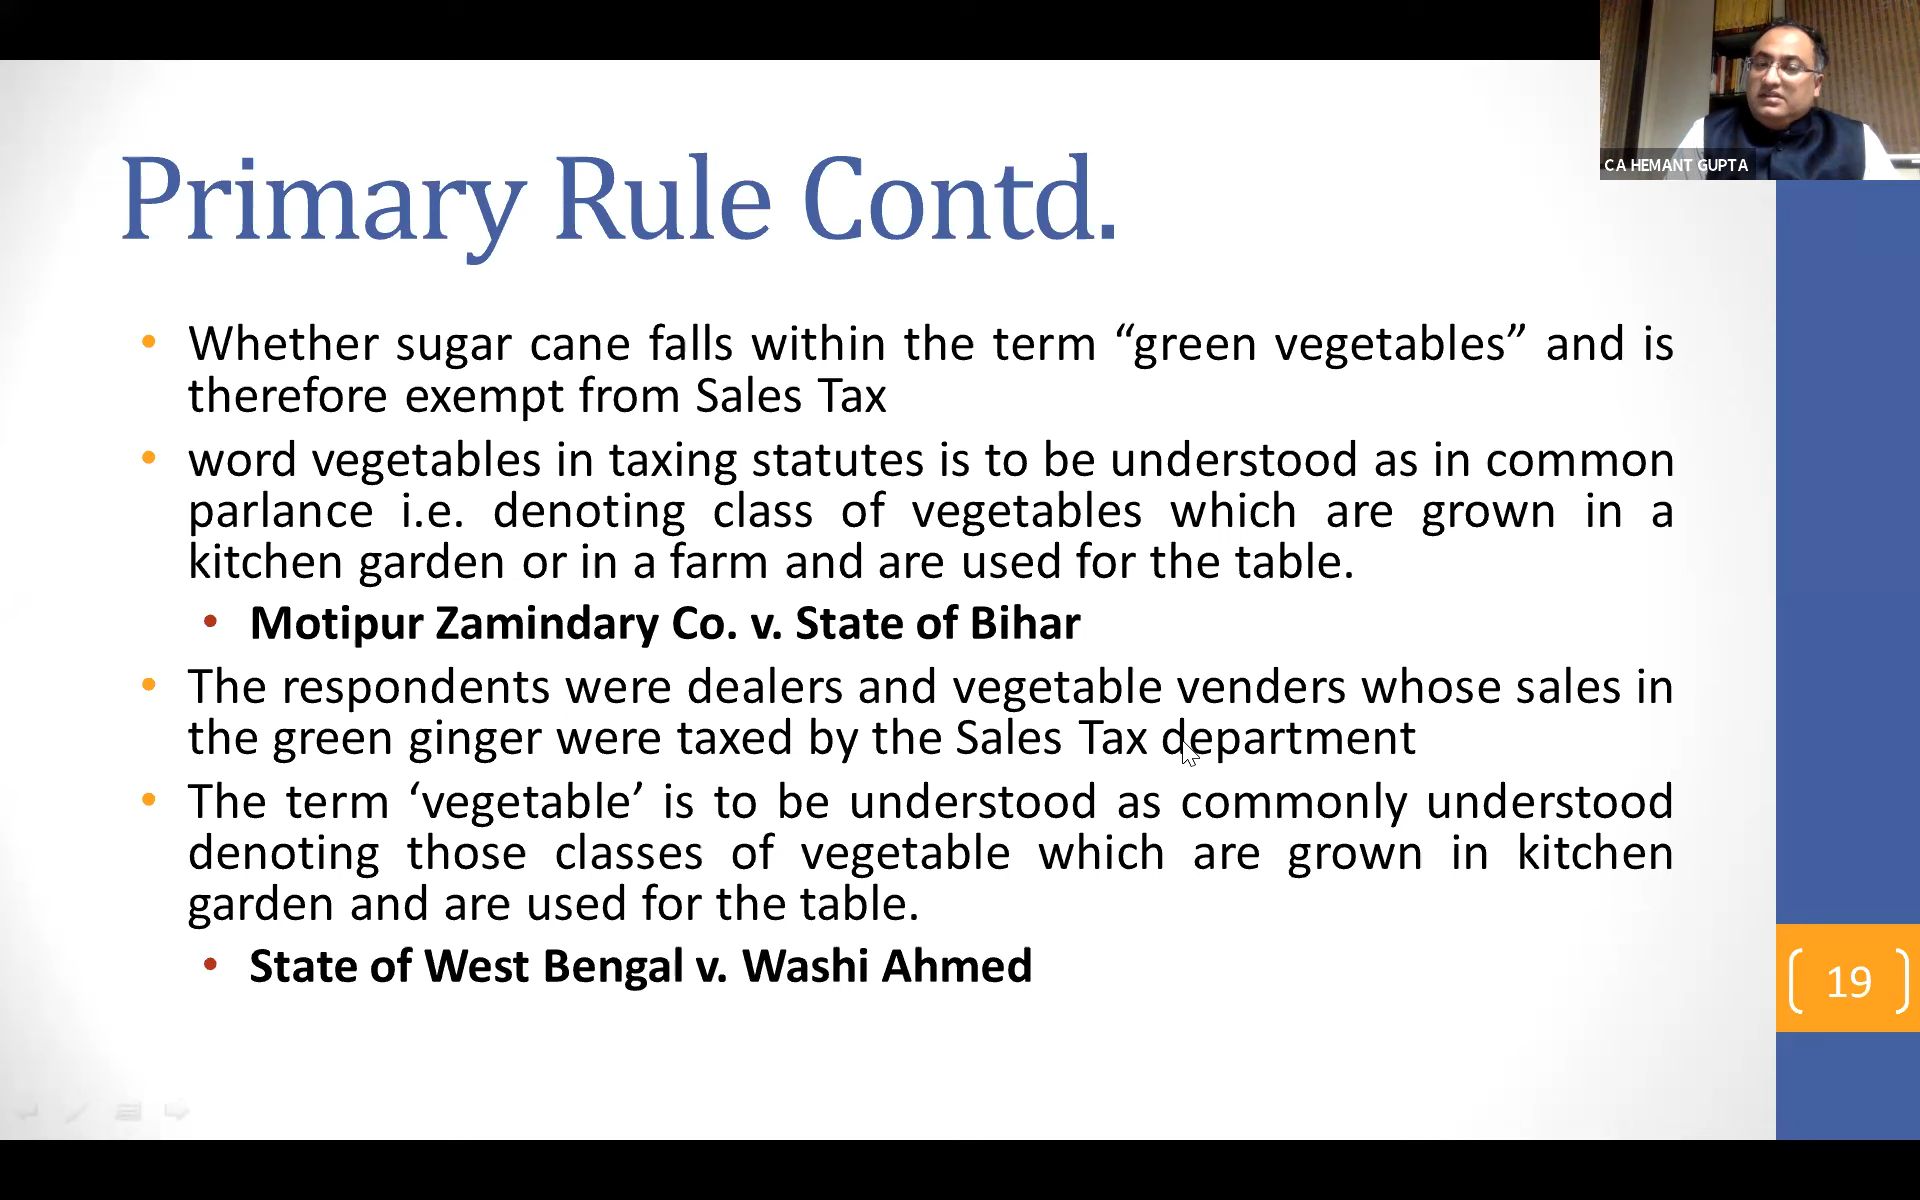 CA HEMANT GUPTA
Primary Rule Contd.
• Whether sugar cane falls within the term “green vegetables” and is
therefore exempt from Sales Tax
• word vegetables in taxing statutes is to be understood as in common
parlance i.e. denoting class of vegetables which are grown in a
kitchen garden or in a farm and are used for the table.
• Motipur Zamindary Co. v. State of Bihar
• The respondents were dealers and vegetable venders whose sales in
the green ginger were taxed by the Sales Tax department
• The term ‘vegetable’ is to be understood as commonly understood
denoting those classes of vegetable which are grown in kitchen
garden and are used for the table.
• State of West Bengal v. Washi Ahmed
19